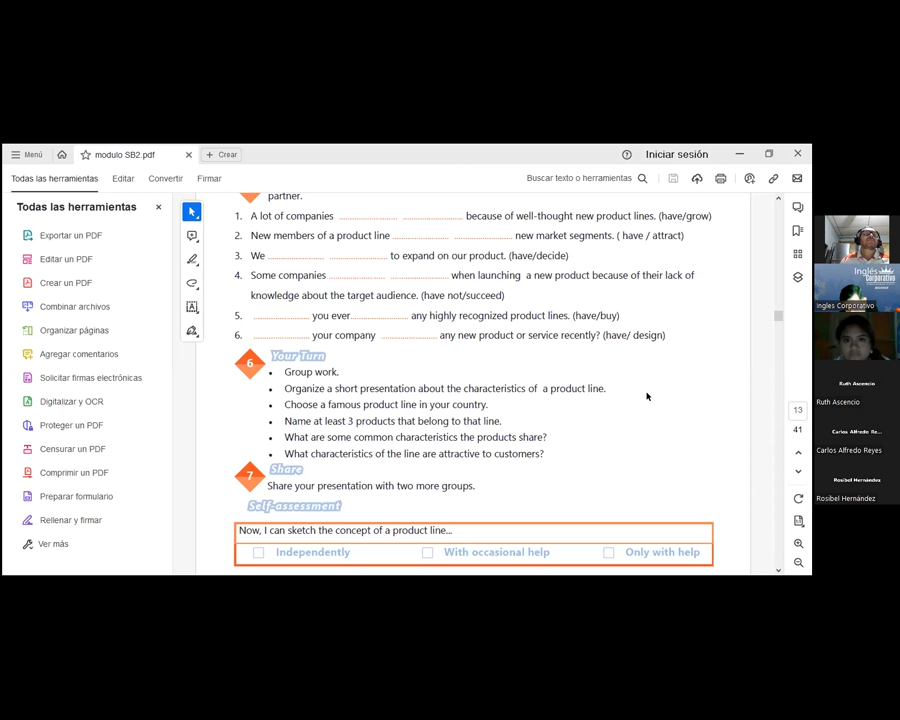 Menú
modulo SB2.pdf
Crear
Iniciar sesión
Todas las herramientas
Editar
Convertir
Firmar
Buscar texto o herramientas
Todas las herramientas
Exportar un PDF
Editar un PDF
Crear un PDF
Combinar archivos
Organizar páginas
Agregar comentarios
Solicitar firmas electrónicas
Digitalizar y OCR
Proteger un PDF
Censurar un PDF
Comprimir un PDF
Preparar formulario
Rellenar y firmar
Ver más
partner.
1. A lot of companies ........................ ........................ because of well-thought new product lines. (have/grow)
2. New members of a product line ........................ ........................ new market segments. ( have / attract)
3. We ........................ ........................ to expand on our product. (have/decide)
4. Some companies ........................ ........................ when launching a new product because of their lack of
knowledge about the target audience. (have not/succeed)
5. ........................ you ever........................ any highly recognized product lines. (have/buy)
6. ........................ your company ........................ any new product or service recently? (have/ design)
6 Your Turn
• Group work.
• Organize a short presentation about the characteristics of a product line.
• Choose a famous product line in your country.
• Name at least 3 products that belong to that line.
• What are some common characteristics the products share?
• What characteristics of the line are attractive to customers?
7 Share
Share your presentation with two more groups.
Self-assessment
Now, I can sketch the concept of a product line...
Independently
With occasional help
Only with help
13
41
Inglés
Corporativo
Ingles Corporativo
Ruth Ascencio
Ruth Ascencio
Carlos Alfredo Re...
Carlos Alfredo Reyes
Rosibel Hernández
Rosibel Hernández